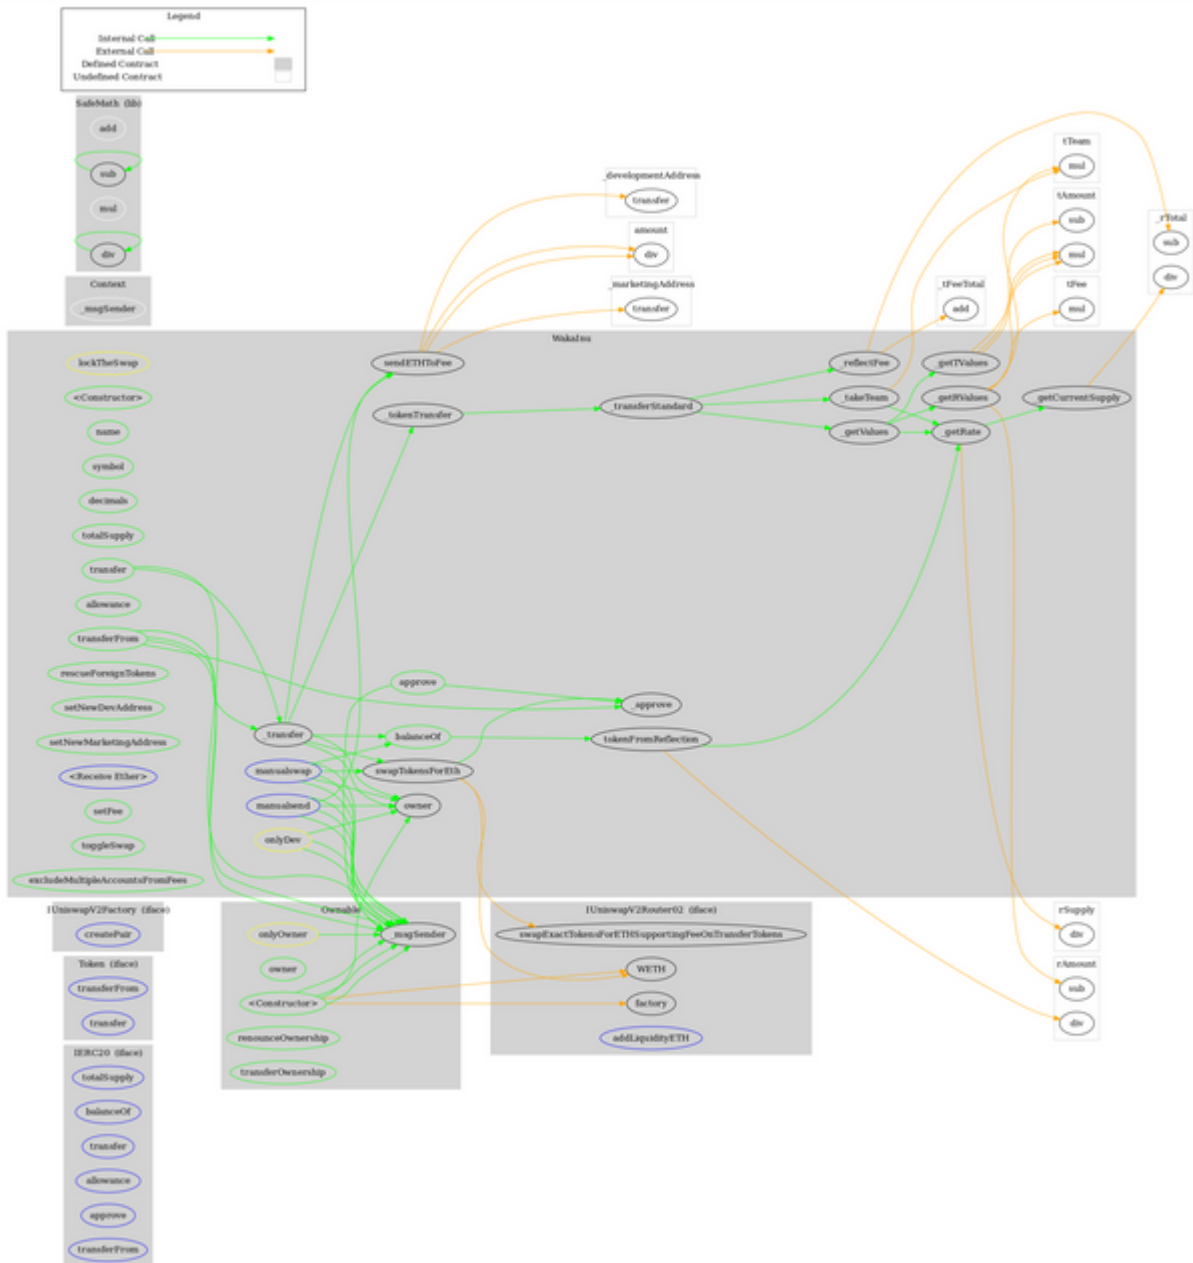 Legend
Internal Call
External Call
Defined Contract
Undefined Contract
SafeMath (lib)
add
sub
mul
div
Context
_msgSender
_developmentAddress
transfer
amount
div
_marketingAddress
transfer
tTeam
mul
tAmount
sub
mul
_rTotal
sub
div
_tFeeTotal
add
tFee
mul
WakaInu
lockTheSwap
<Constructor>
name
symbol
decimals
totalSupply
transfer
allowance
transferFrom
rescueForeignTokens
setNewDevAddress
setNewMarketingAddress
<Receive Ether>
setFee
toggleSwap
excludeMultipleAccountsFromFees
_transfer
manualswap
manualsend
onlyDev
sendETHToFee
_tokenTransfer
approve
balanceOf
swapTokensForEth
owner
_transferStandard
_approve
tokenFromReflection
_reflectFee
_takeTeam
_getValues
_getTValues
_getRValues
_getRate
_getCurrentSupply
IUniswapV2Factory (iface)
createPair
Token (iface)
transferFrom
transfer
IERC20 (iface)
totalSupply
balanceOf
transfer
allowance
approve
transferFrom
Ownable
onlyOwner
owner
<Constructor>
renounceOwnership
transferOwnership
_msgSender
IUniswapV2Router02 (iface)
swapExactTokensForETHSupportingFeeOnTransferTokens
WETH
factory
addLiquidityETH
rSupply
div
rAmount
sub
div